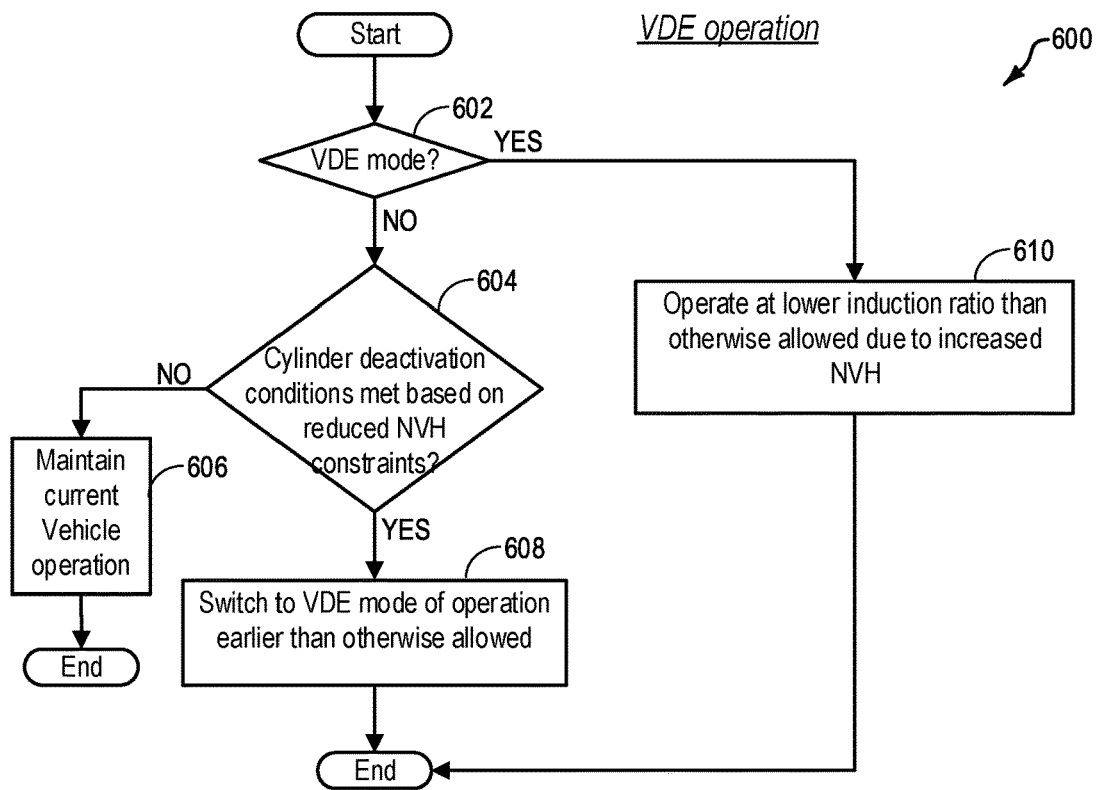 Start
VDE operation
600
602
VDE mode?
YES
NO
604
610
Operate at lower induction ratio than
otherwise allowed due to increased
NVH
Cylinder deactivation
conditions met based on
reduced NVH
constraints?
NO
606
Maintain
current
Vehicle
operation
YES
608
Switch to VDE mode of operation
earlier than otherwise allowed
End
End